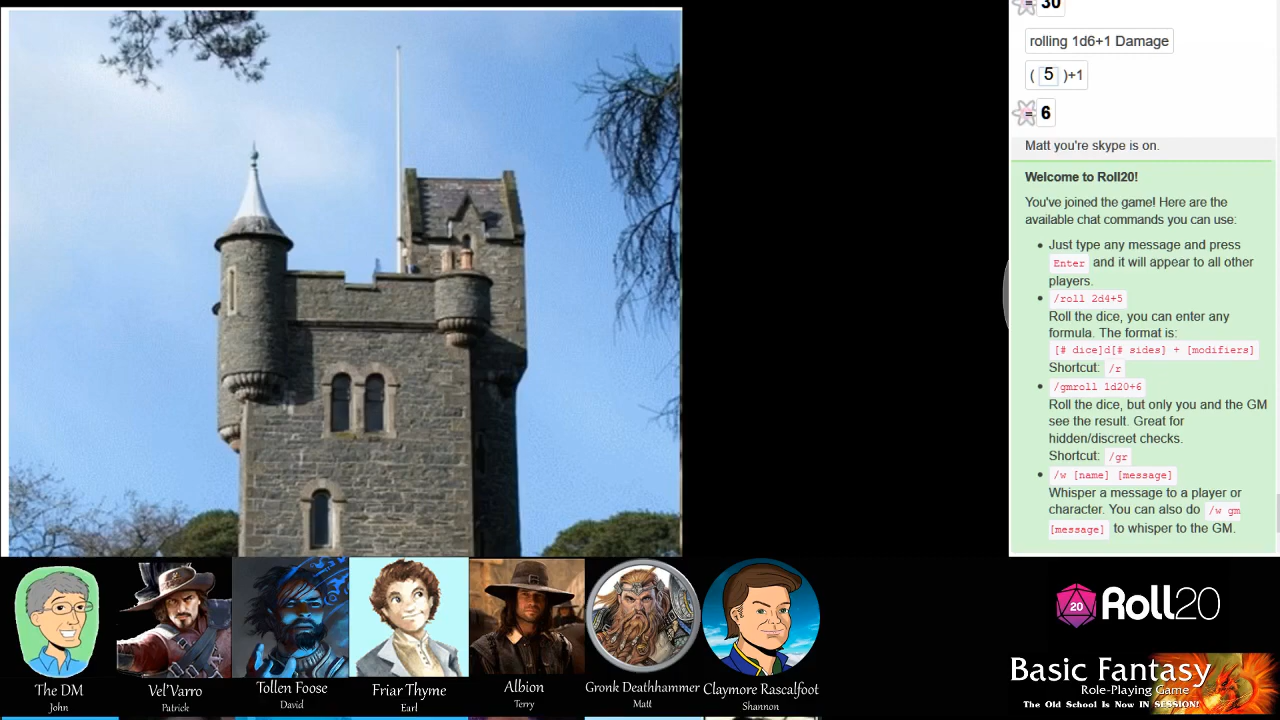 = 30
rolling 1d6+1 Damage
( 5 )+1
= 6
Matt you're skype is on.
Welcome to Roll20!
You've joined the game! Here are the
available chat commands you can use:
Just type any message and press
Enter and it will appear to all other
players.
/roll 2d4+5
Roll the dice, you can enter any
formula. The format is:
[# dice]d[# sides] + [modifiers]
Shortcut: /r
/gmroll 1d20+6
Roll the dice, but only you and the GM
see the result. Great for
hidden/discreet checks.
Shortcut: /gr
/w [name] [message]
Whisper a message to a player or
character. You can also do /w gm
[message] to whisper to the GM.
The DM
John
Vel'Varro
Patrick
Tollen Foose
David
Friar Thyme
Earl
Albion
Terry
Gronk Deathhammer
Matt
Claymore Rascalfoot
Shannon
20 Roll20
Basic Fantasy
Role-Playing Game
The Old School Is Now IN SESSION!